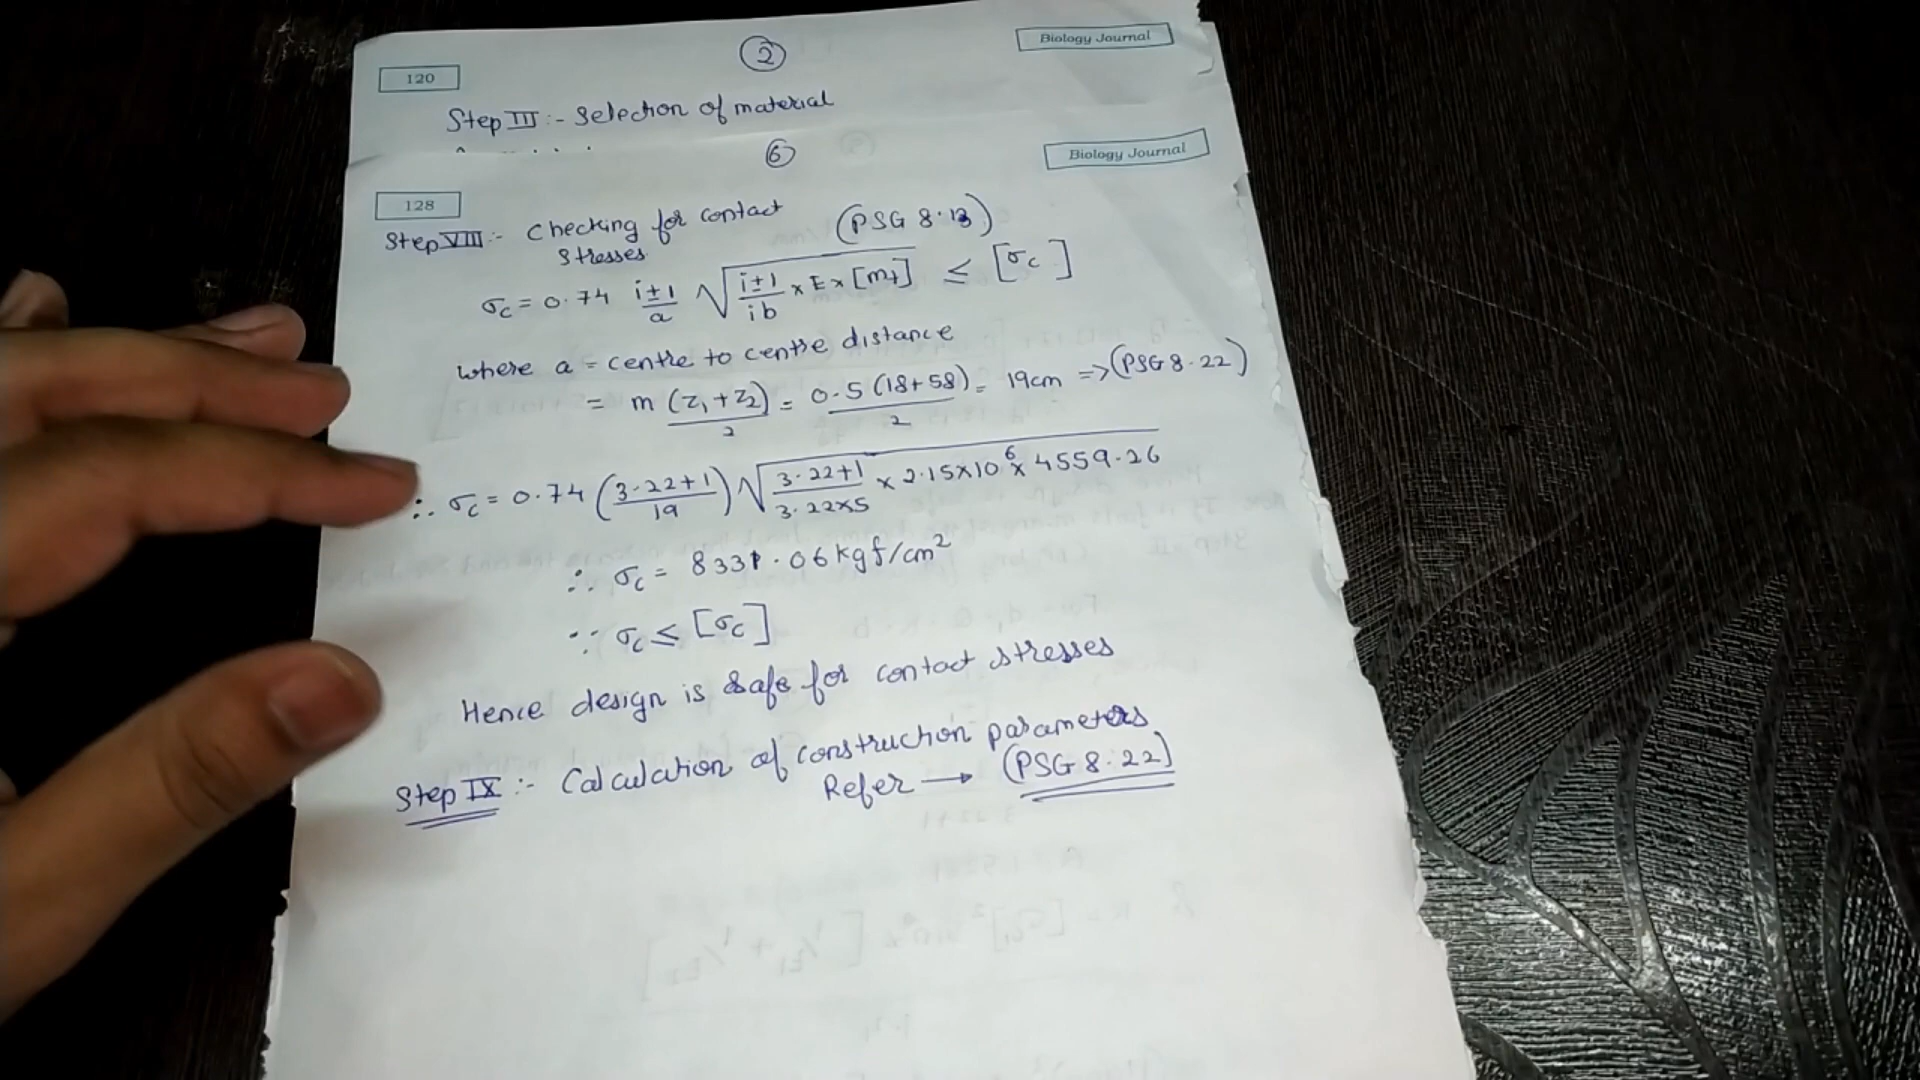 ②
120
Biology Journal
Step III :- Selection of material
⑥
128
Biology Journal
Step VIII :- Checking for contact stresses (PSG 8.13)
σc = 0.74 i±1/a √(i±1/ib × E × [mt]) ≤ [σc]
where a = centre to centre distance
= m (z1+z2)/2 = 0.5 (18+58)/2 = 19cm => (PSG 8.22)
∴ σc = 0.74 (3.22+1/19) √(3.22+1/3.22×5 × 2.15×10^6 × 4559.26)
∴ σc = 8331.06 kgf/cm²
∵ σc ≤ [σc]
Hence design is safe for contact stresses
Step IX :- Calculation of construction parameters
Refer → (PSG 8.22)